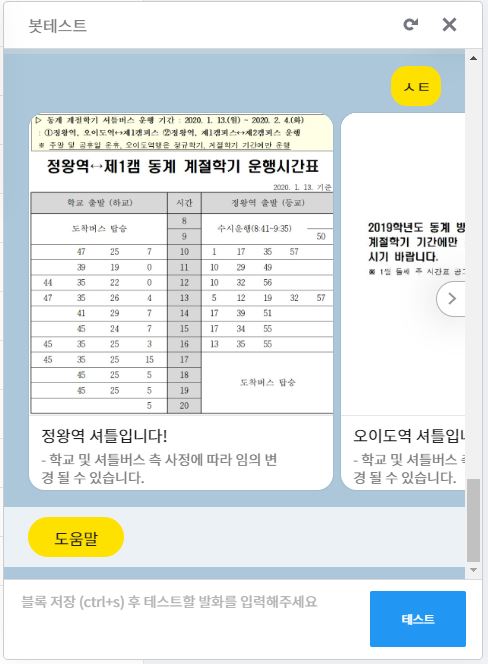 봇테스트
ㅅㅌ
▷ 동계 계절학기 셔틀버스 운행 기간 : 2020. 1. 13.(월) ~ 2020. 2. 4.(화)
: ①정왕역, 오이도역↔제1캠퍼스 ②정왕역, 제1캠퍼스↔제2캠퍼스 운행
※ 주말 및 공휴일 운휴, 오이도역행은 정규학기, 계절학기 기간에만 운행
정왕역↔제1캠 동계 계절학기 운행시간표
2020. 1. 13. 기준
학교 출발 (하교) 시간 정왕역 출발 (등교)
도착버스 탑승 8 수시운행(8:41~9:35)
9 50
47 25 7 10 1 17 35 57
39 19 0 11 10 29 49
44 35 22 0 12 10 32 56
47 35 26 4 13 5 12 19 32 57
41 29 7 14 17 39 51
45 24 7 15 17 34 55
45 35 25 3 16 13 35 55
45 35 25 15 17
45 25 5 18 도착버스 탑승
45 25 5 19
5 20
정왕역 셔틀입니다!
- 학교 및 셔틀버스 측 사정에 따라 임의 변
경 될 수 있습니다.
2019학년도 동계 방
계절학기 기간에만
시기 바랍니다.
※ 1월 둘째 주 시간표 공
오이도역 셔틀입니
- 학교 및 셔틀버스 측
경 될 수 있습니다.
도움말
블록 저장 (ctrl+s) 후 테스트할 발화를 입력해주세요
테스트